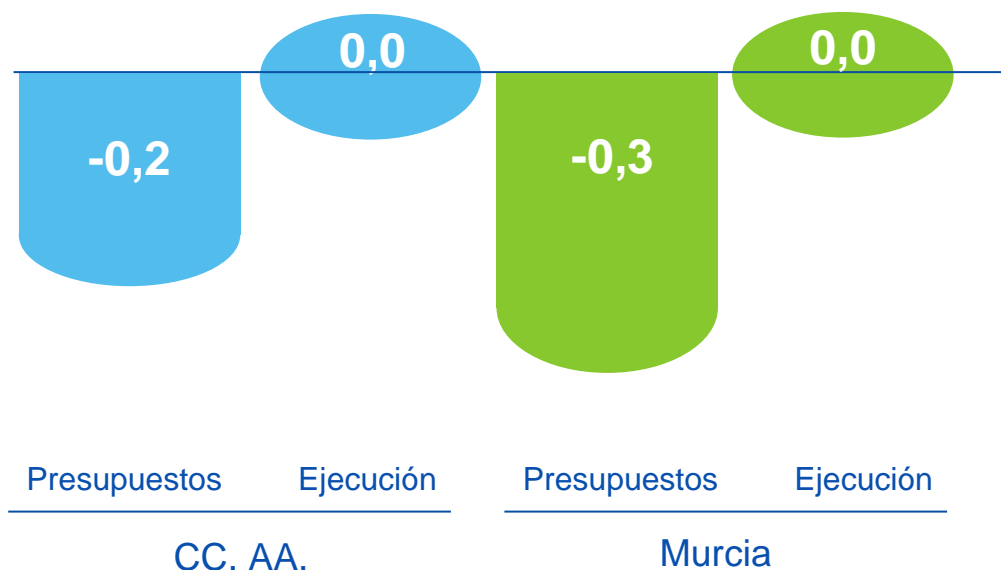 0,0
0,0
-0,2
-0,3
Presupuestos
Ejecución
Presupuestos
Ejecución
CC. AA.
Murcia